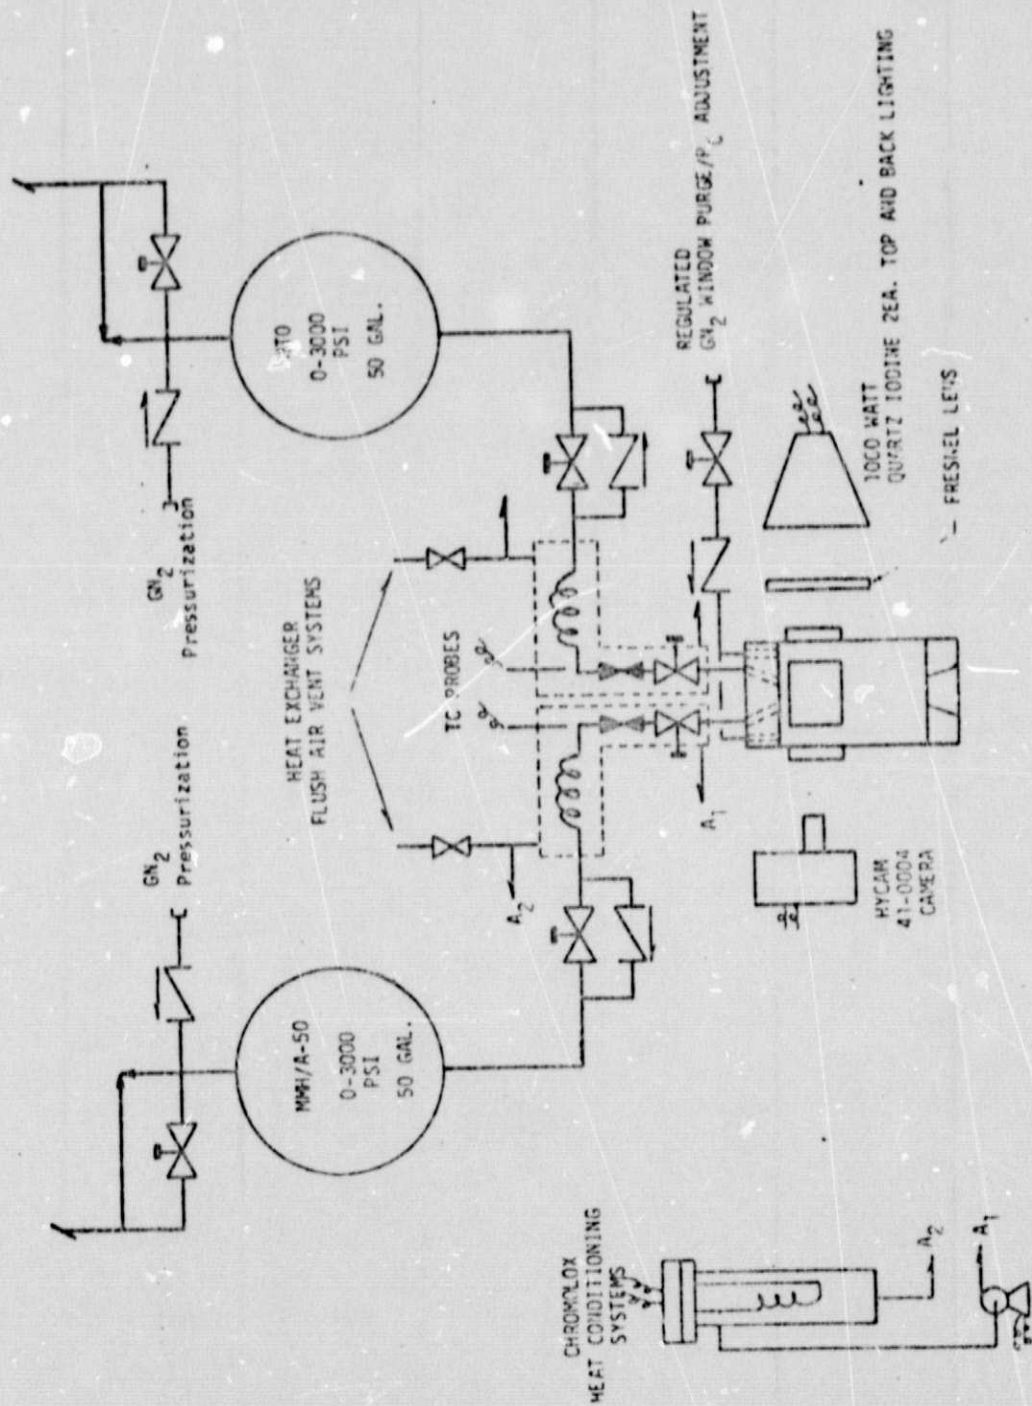 GN2
Pressurization
GN2
Pressurization
MMH/A-50
0-3000
PSI
50 GAL.
0-3000
PSI
50 GAL.
HEAT EXCHANGER
FLUSH AIR VENT SYSTEMS
TC PROBES
A2
A1
REGULATED
GN2 WINDOW PURGE/PC ADJUSTMENT
HYCAM
41-0004
CAMERA
1000 WATT
QUARTZ IODINE 2EA. TOP AND BACK LIGHTING
FRESNEL LENS
CHROMOLOX
HEAT CONDITIONING
SYSTEMS
A2
A1